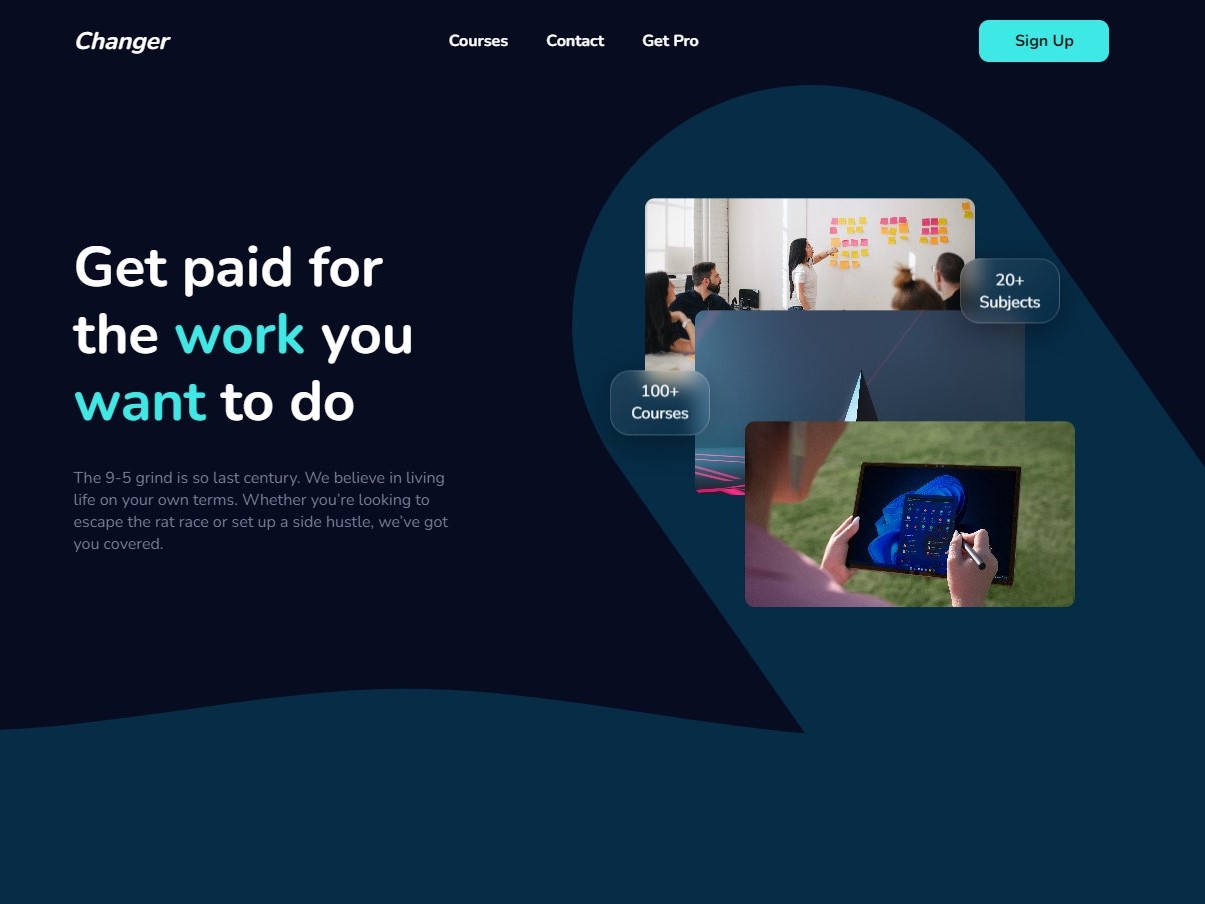 Changer
Courses
Contact
Get Pro
Sign Up
Get paid for
the work you
want to do
The 9-5 grind is so last century. We believe in living
life on your own terms. Whether you’re looking to
escape the rat race or set up a side hustle, we’ve got
you covered.
20+
Subjects
100+
Courses